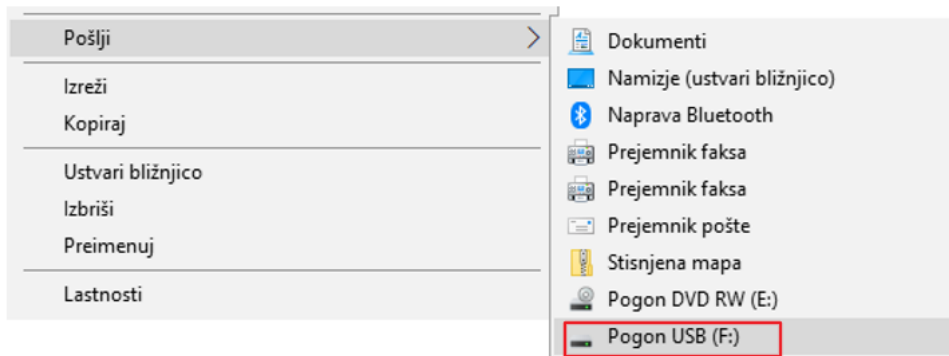 Pošlji
Izreži
Kopiraj
Ustvari bližnjico
Izbriši
Preimenuj
Lastnosti
Dokumenti
Namizje (ustvari bližnjico)
Naprava Bluetooth
Prejemnik faksa
Prejemnik faksa
Prejemnik pošte
Stisnjena mapa
Pogon DVD RW (E:)
Pogon USB (F:)